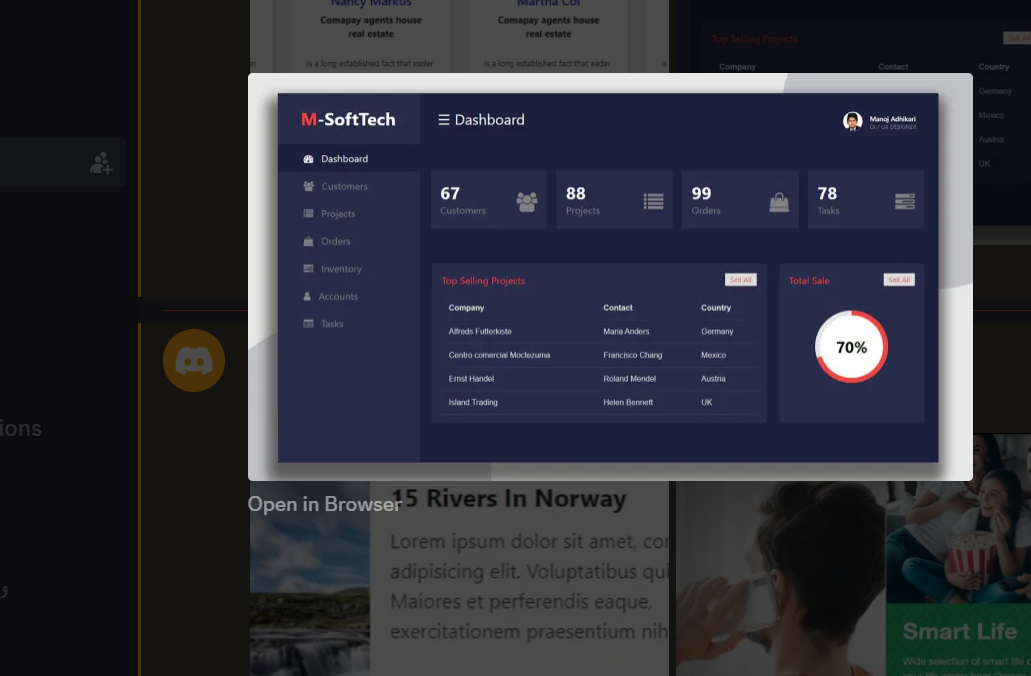 Nancy Markus
Martha Col
Comapay agents house
real estate
Comapay agents house
real estate
is a long established fact that eader
is a long established fact that eader
Top Selling Projects
Sell All
Company
Contact
Country
Germany
Mexico
Austria
UK
M-SoftTech
☰ Dashboard
Manoj Adhikari
UI / UX DESIGNER
Dashboard
Customers
Projects
Orders
Inventory
Accounts
Tasks
67
Customers
88
Projects
99
Orders
78
Tasks
Top Selling Projects
Sell All
Company
Contact
Country
Alfreds Futterkiste
Maria Anders
Germany
Centro comercial Moctezuma
Francisco Chang
Mexico
Ernst Handel
Roland Mendel
Austria
Island Trading
Helen Bennett
UK
Total Sale
Sell All
70%
ions
و
Open in Browser
15 Rivers In Norway
Lorem ipsum dolor sit amet, cor
adipisicing elit. Voluptatibus qui
Maiores et perferendis eaque,
exercitationem praesentium nih
Smart Life
Wide selection of smart life